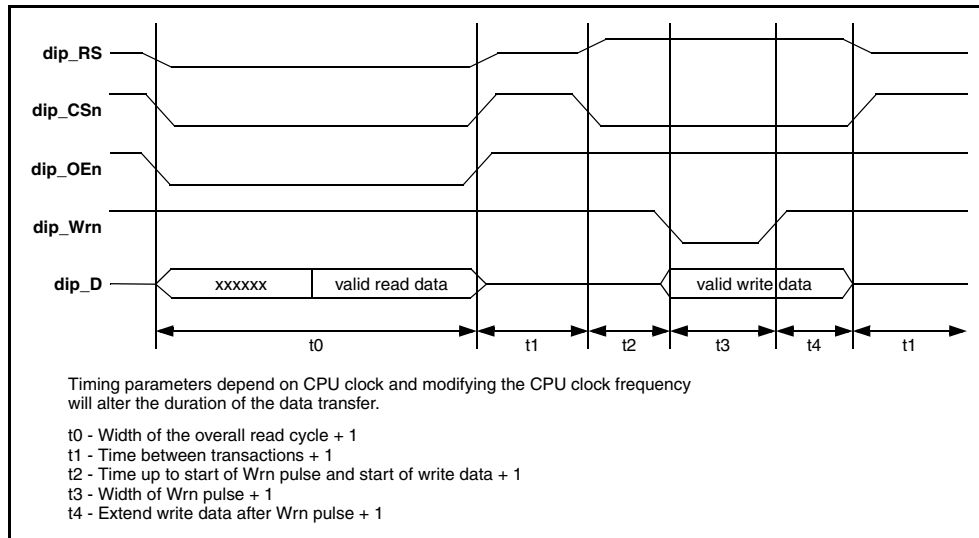 dip_RS
dip_CSn
dip_OEn
dip_Wrn
dip_D
xxxxxx valid read data valid write data
t0 t1 t2 t3 t4 t1
Timing parameters depend on CPU clock and modifying the CPU clock frequency
will alter the duration of the data transfer.
t0 - Width of the overall read cycle + 1
t1 - Time between transactions + 1
t2 - Time up to start of Wrn pulse and start of write data + 1
t3 - Width of Wrn pulse + 1
t4 - Extend write data after Wrn pulse + 1